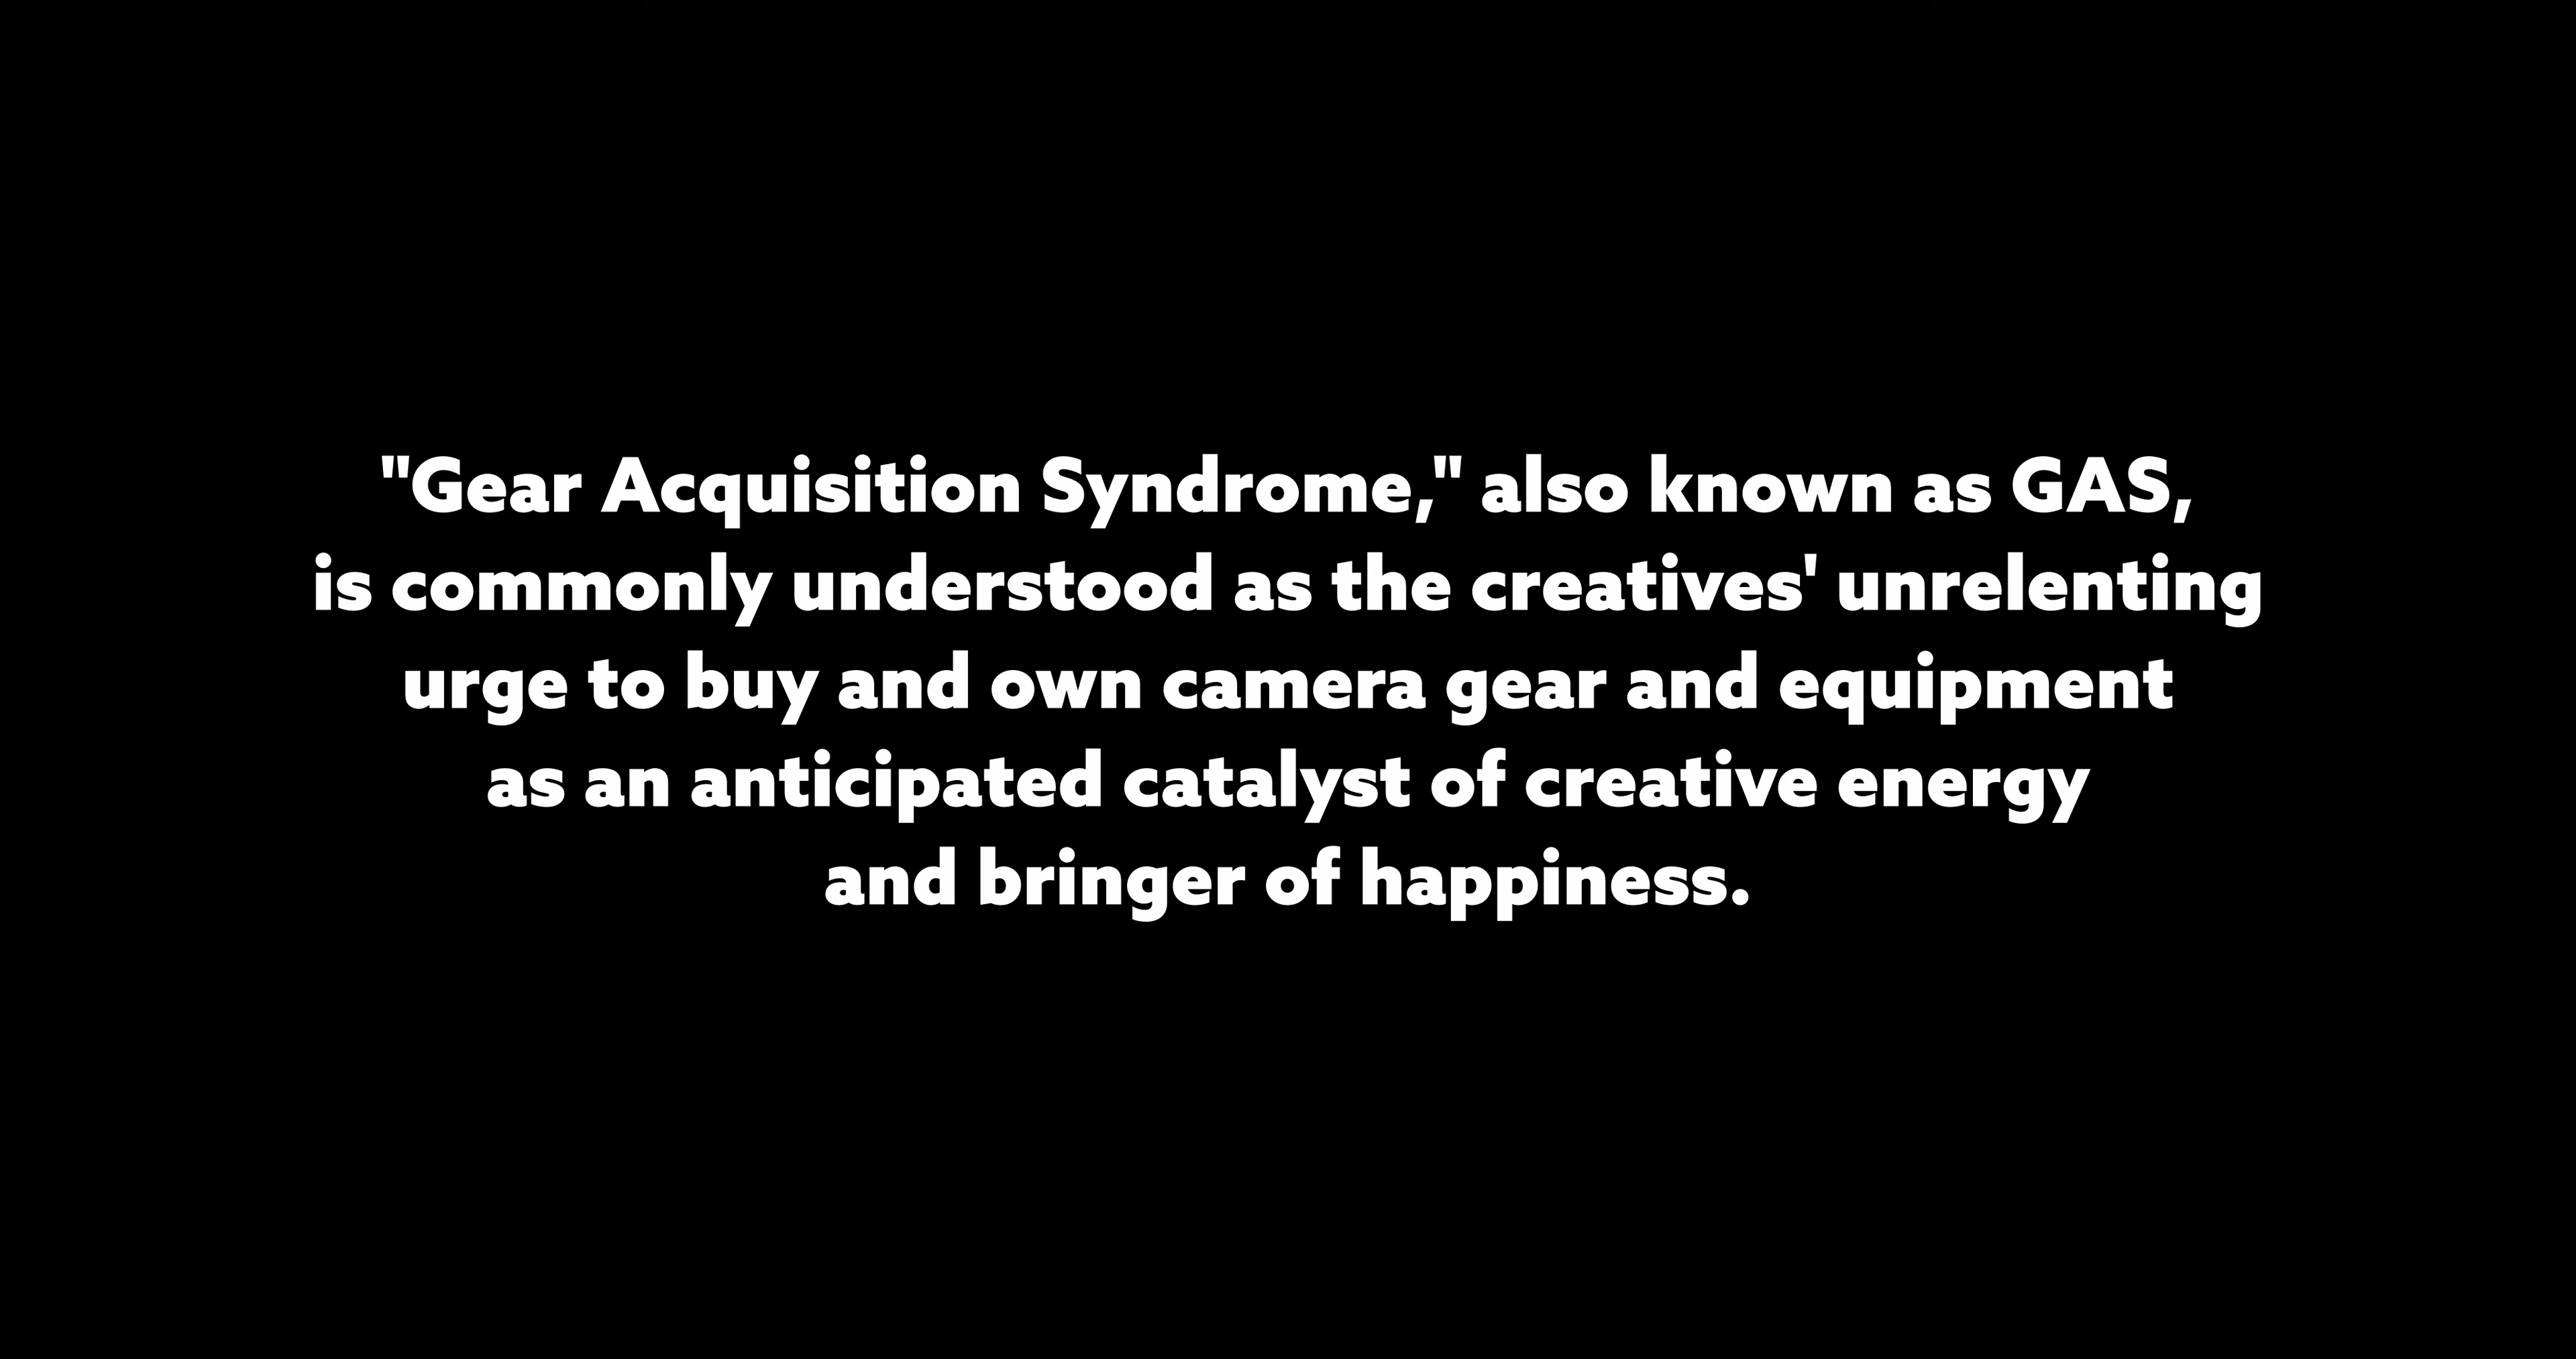 "Gear Acquisition Syndrome," also known as GAS,
is commonly understood as the creatives' unrelenting
urge to buy and own camera gear and equipment
as an anticipated catalyst of creative energy
and bringer of happiness.